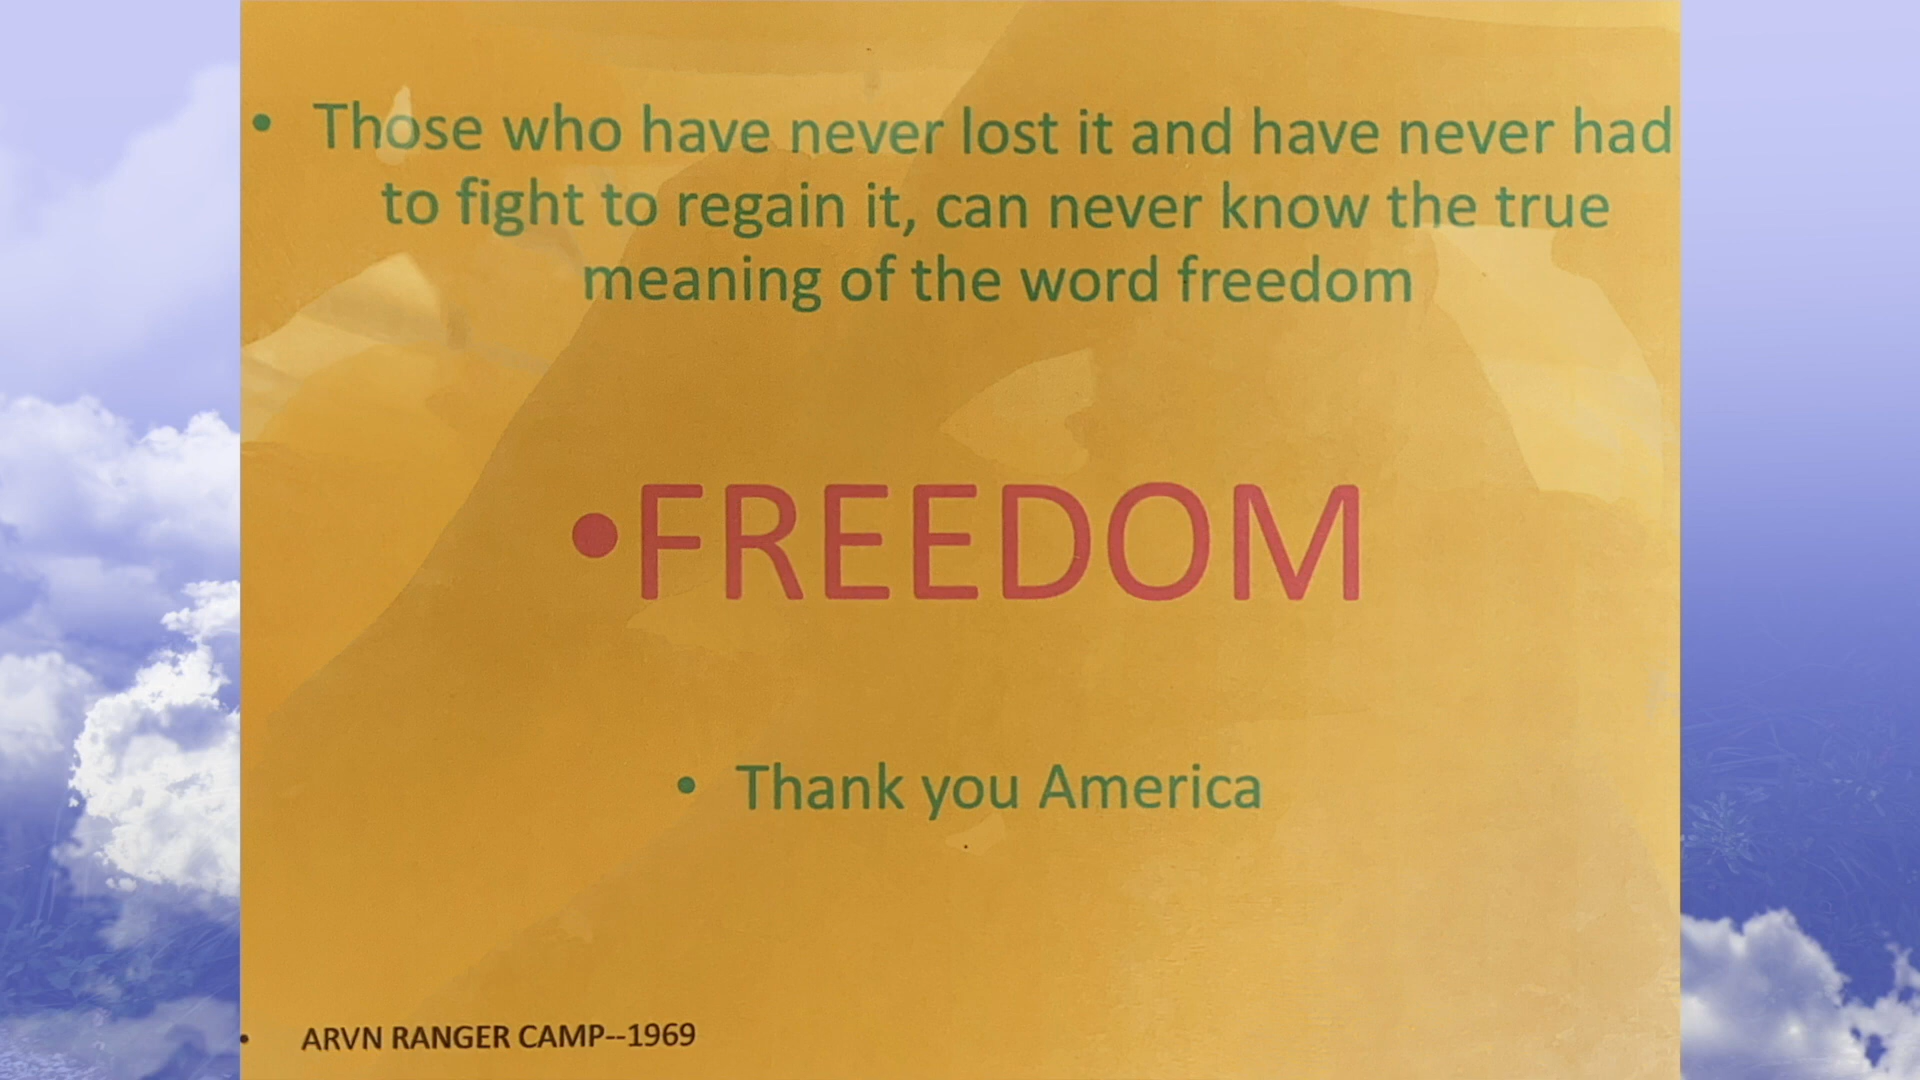 • Those who have never lost it and have never had
to fight to regain it, can never know the true
meaning of the word freedom
•FREEDOM
• Thank you America
• ARVN RANGER CAMP--1969